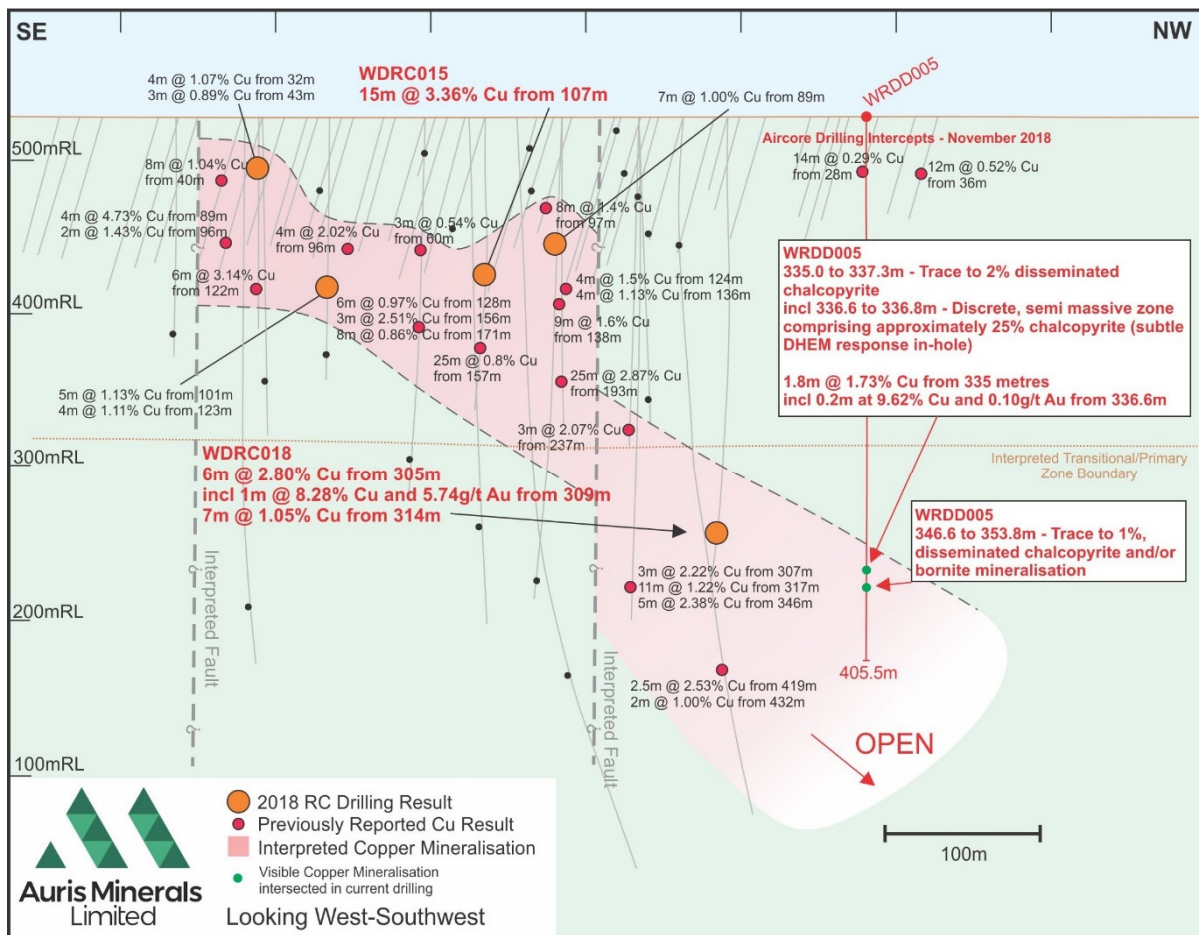 SE
NW
4m @ 1.07% Cu from 32m
3m @ 0.89% Cu from 43m
WDRC015
15m @ 3.36% Cu from 107m
7m @ 1.00% Cu from 89m
WRDD005
Aircore Drilling Intercepts - November 2018
14m @ 0.29% Cu
from 28m
12m @ 0.52% Cu
from 36m
500mRL
8m @ 1.04% Cu
from 40m
4m @ 4.73% Cu from 89m
2m @ 1.43% Cu from 96m
4m @ 2.02% Cu
from 96m
3m @ 0.54% Cu
from 60m
8m @ 1.4% Cu
from 97m
6m @ 3.14% Cu
from 122m
4m @ 1.5% Cu from 124m
4m @ 1.13% Cu from 136m
400mRL
6m @ 0.97% Cu from 128m
3m @ 2.51% Cu from 156m
8m @ 0.86% Cu from 171m
9m @ 1.6% Cu
from 138m
25m @ 0.8% Cu
from 157m
25m @ 2.87% Cu
from 193m
5m @ 1.13% Cu from 101m
4m @ 1.11% Cu from 123m
3m @ 2.07% Cu
from 237m
WRDD005
335.0 to 337.3m - Trace to 2% disseminated
chalcopyrite
incl 336.6 to 336.8m - Discrete, semi massive zone
comprising approximately 25% chalcopyrite (subtle
DHEM response in-hole)
1.8m @ 1.73% Cu from 335 metres
incl 0.2m at 9.62% Cu and 0.10g/t Au from 336.6m
300mRL
Interpreted Transitional/Primary
Zone Boundary
WDRC018
6m @ 2.80% Cu from 305m
incl 1m @ 8.28% Cu and 5.74g/t Au from 309m
7m @ 1.05% Cu from 314m
WRDD005
346.6 to 353.8m - Trace to 1%,
disseminated chalcopyrite and/or
bornite mineralisation
3m @ 2.22% Cu from 307m
11m @ 1.22% Cu from 317m
5m @ 2.38% Cu from 346m
200mRL
?
?
?
?
?
?
Interpreted Fault
Interpreted Fault
405.5m
2.5m @ 2.53% Cu from 419m
2m @ 1.00% Cu from 432m
OPEN
100mRL
2018 RC Drilling Result
Previously Reported Cu Result
Interpreted Copper Mineralisation
Visible Copper Mineralisation
intersected in current drilling
Looking West-Southwest
Auris Minerals
Limited
100m